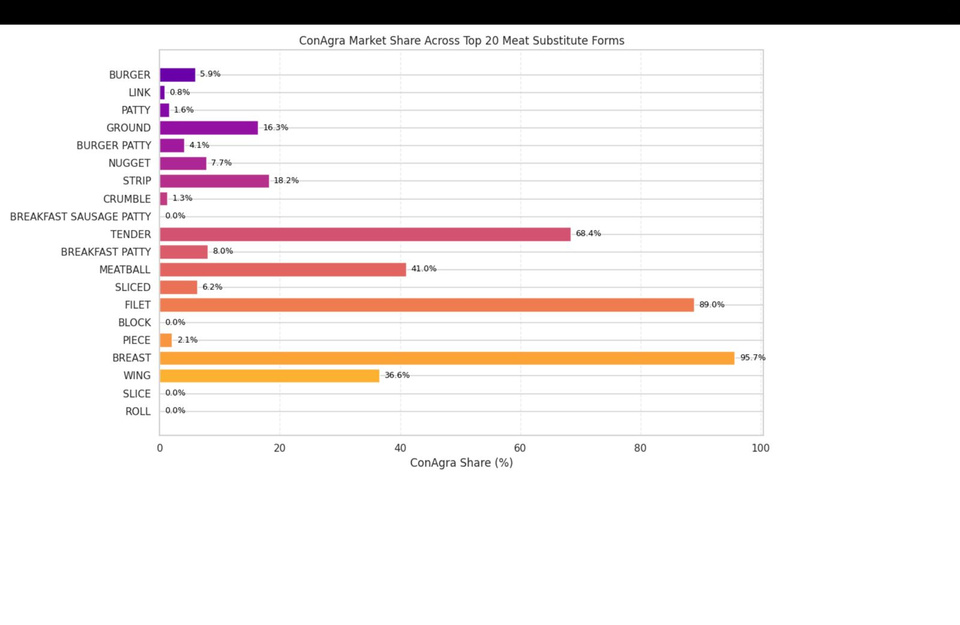 ConAgra Market Share Across Top 20 Meat Substitute Forms
BURGER 5.9%
LINK 0.8%
PATTY 1.6%
GROUND 16.3%
BURGER PATTY 4.1%
NUGGET 7.7%
STRIP 18.2%
CRUMBLE 1.3%
BREAKFAST SAUSAGE PATTY 0.0%
TENDER 68.4%
BREAKFAST PATTY 8.0%
MEATBALL 41.0%
SLICED 6.2%
FILET 89.0%
BLOCK 0.0%
PIECE 2.1%
BREAST 95.7%
WING 36.6%
SLICE 0.0%
ROLL 0.0%
0 20 40 60 80 100
ConAgra Share (%)